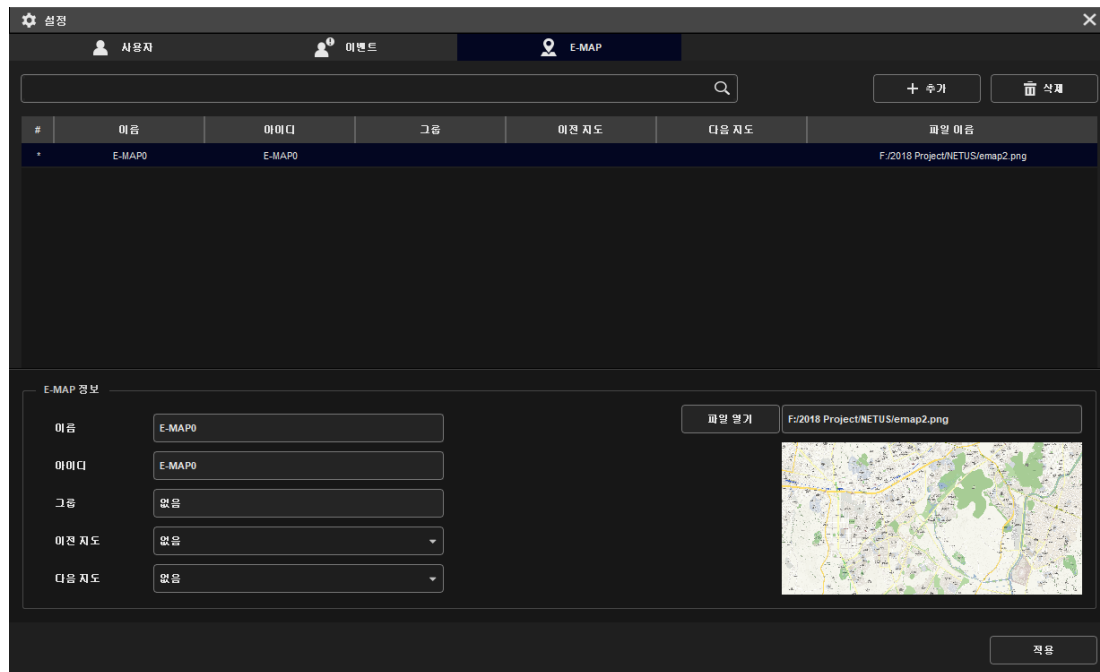 설정
사용자 이벤트 E-MAP
추가 삭제
# 이름 아이디 그룹 이전 지도 다음 지도 파일 이름
* E-MAP0 E-MAP0 F:/2018 Project/NETUS/emap2.png
E-MAP 정보
파일 열기 F:/2018 Project/NETUS/emap2.png
이름 E-MAP0
아이디 E-MAP0
그룹 없음
이전 지도 없음
다음 지도 없음
적용